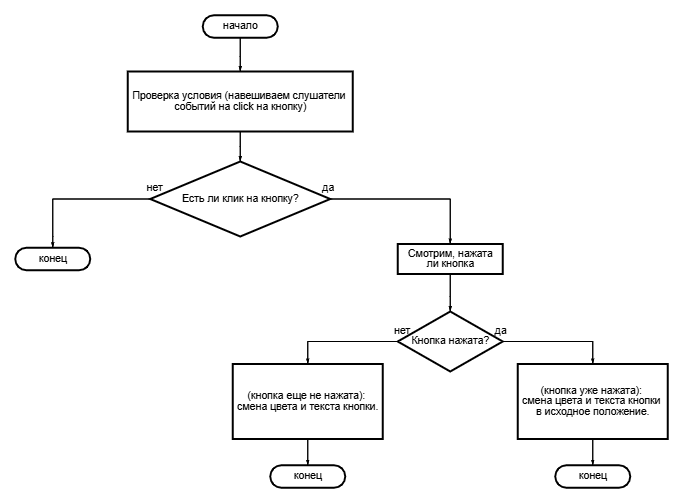 начало
Проверка условия (навешиваем слушатели
событий на click на кнопку)
нет
да
Есть ли клик на кнопку?
конец
Смотрим, нажата
ли кнопка
нет
да
Кнопка нажата?
(кнопка еще не нажата):
смена цвета и текста кнопки.
(кнопка уже нажата):
смена цвета и текста кнопки
в исходное положение.
конец
конец